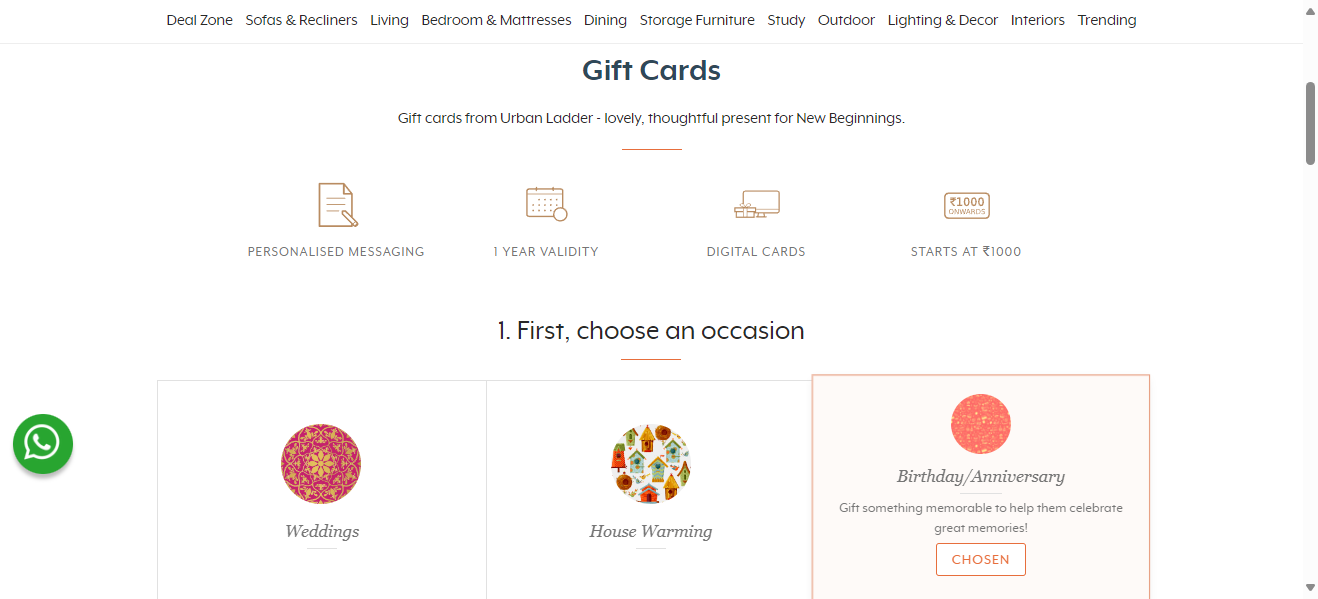 Deal Zone Sofas & Recliners Living Bedroom & Mattresses Dining Storage Furniture Study Outdoor Lighting & Decor Interiors Trending
Gift Cards
Gift cards from Urban Ladder - lovely, thoughtful present for New Beginnings.
₹1000
ONWARDS
PERSONALISED MESSAGING 1 YEAR VALIDITY DIGITAL CARDS STARTS AT ₹1000
1. First, choose an occasion
Weddings
House Warming
Birthday/Anniversary
Gift something memorable to help them celebrate
great memories!
CHOSEN